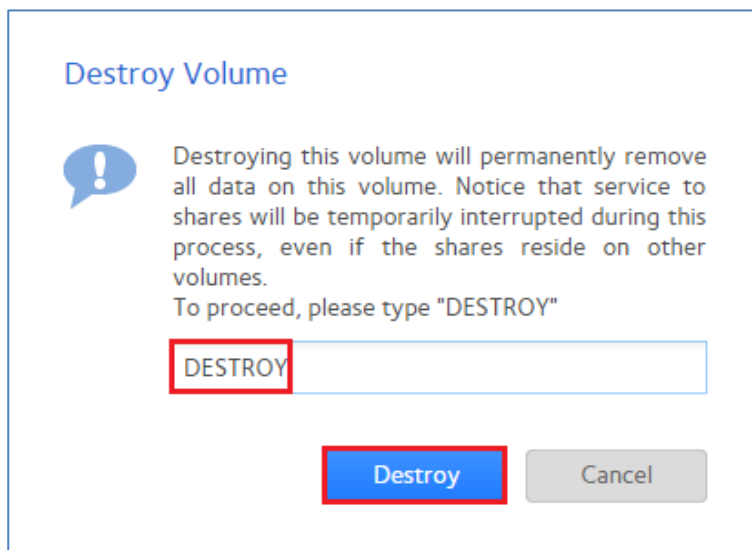 Destroy Volume
Destroying this volume will permanently remove
all data on this volume. Notice that service to
shares will be temporarily interrupted during this
process, even if the shares reside on other
volumes.
To proceed, please type "DESTROY"
DESTROY
Destroy
Cancel